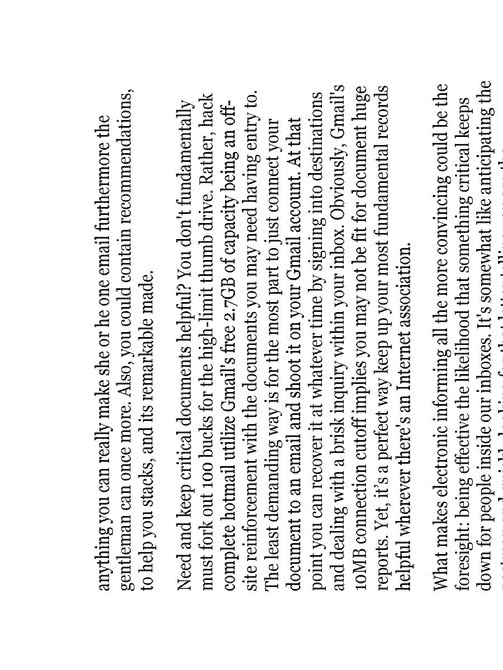 anything you can really make she or he one email furthermore the
gentleman can once more. Also, you could contain recommendations,
to help you stacks, and its remarkable made.
Need and keep critical documents helpful? You don't fundamentally
must fork out 100 bucks for the high-limit thumb drive. Rather, hack
complete hotmail utilize Gmail's free 2.7GB of capacity being an off-
site reinforcement with the documents you may need having entry to.
The least demanding way is for the most part to just connect your
document to an email and shoot it on your Gmail account. At that
point you can recover it at whatever time by signing into destinations
and dealing with a brisk inquiry within your inbox. Obviously, Gmail's
10MB connection cutoff implies you may not be fit for document huge
reports. Yet, it's a perfect way keep up your most fundamental records
helpful wherever there's an Internet association.
What makes electronic informing all the more convincing could be the
foresight: being effective the likelihood that something critical keeps
down for people inside our inboxes. It's somewhat like anticipating the